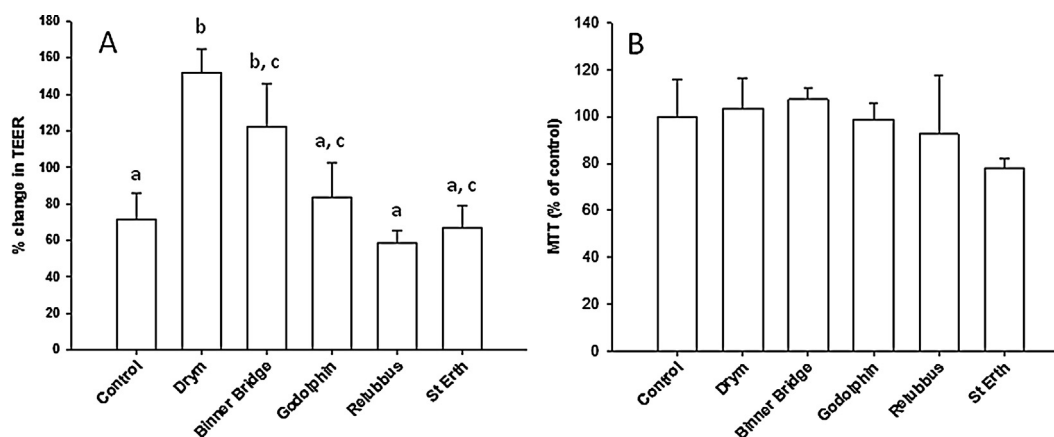 A
% change in TEER
180
160
140
120
100
80
60
40
20
0
a
b
b, c
a, c
a
a, c
Control
Drym
Binner Bridge
Godolphin
Relubbus
St Erth
B
MTT (% of control)
140
120
100
80
60
40
20
0
Control
Drym
Binner Bridge
Godolphin
Relubbus
St Erth